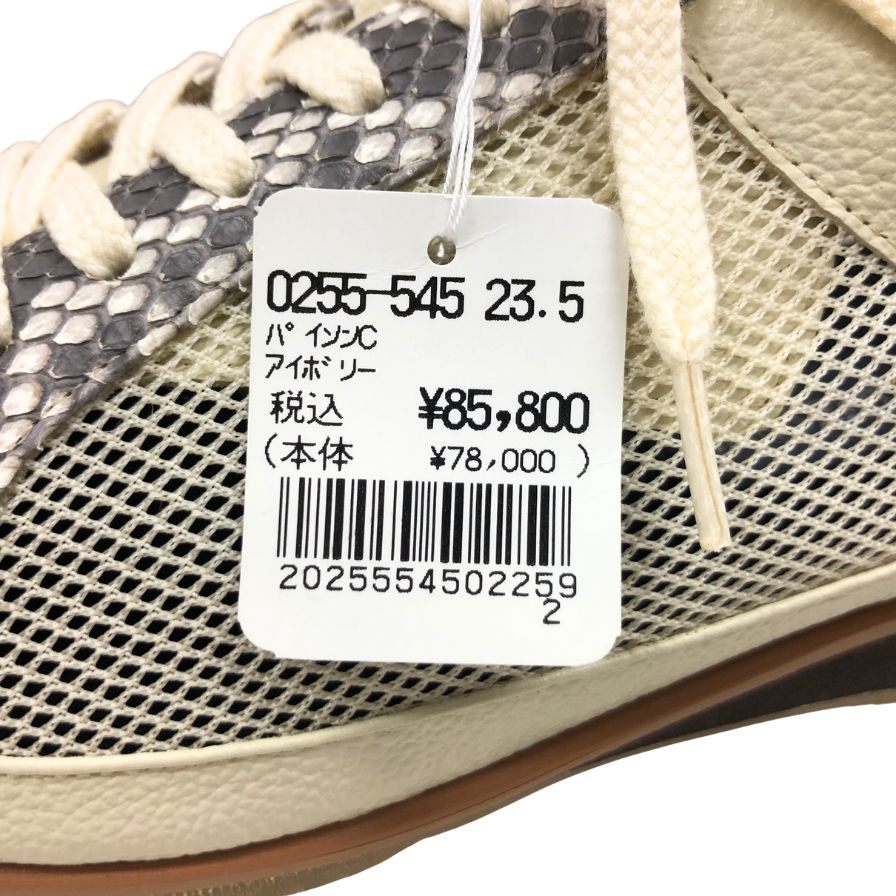 0255-545 23.5
パイソンC
アイボリー
税込 ¥85,800
(本体 ¥78,000 )
2025554502259
2